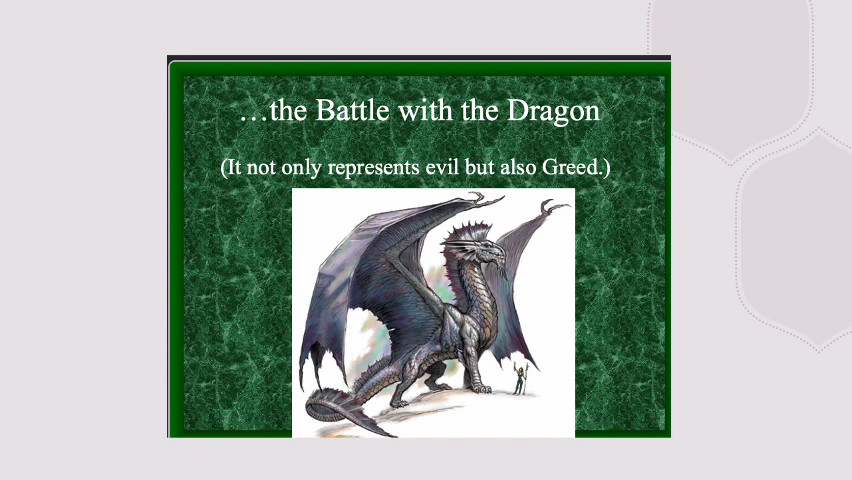 …the Battle with the Dragon
(It not only represents evil but also Greed.)